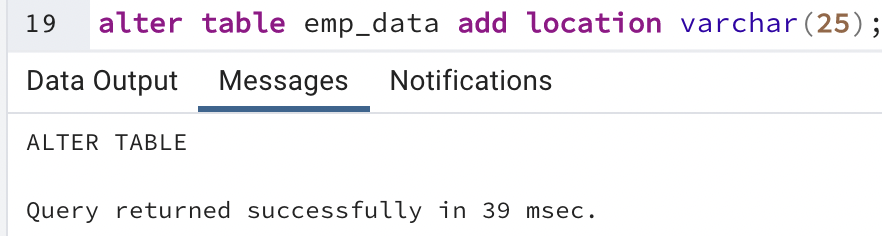 19 alter table emp_data add location varchar(25);
Data Output Messages Notifications
ALTER TABLE
Query returned successfully in 39 msec.